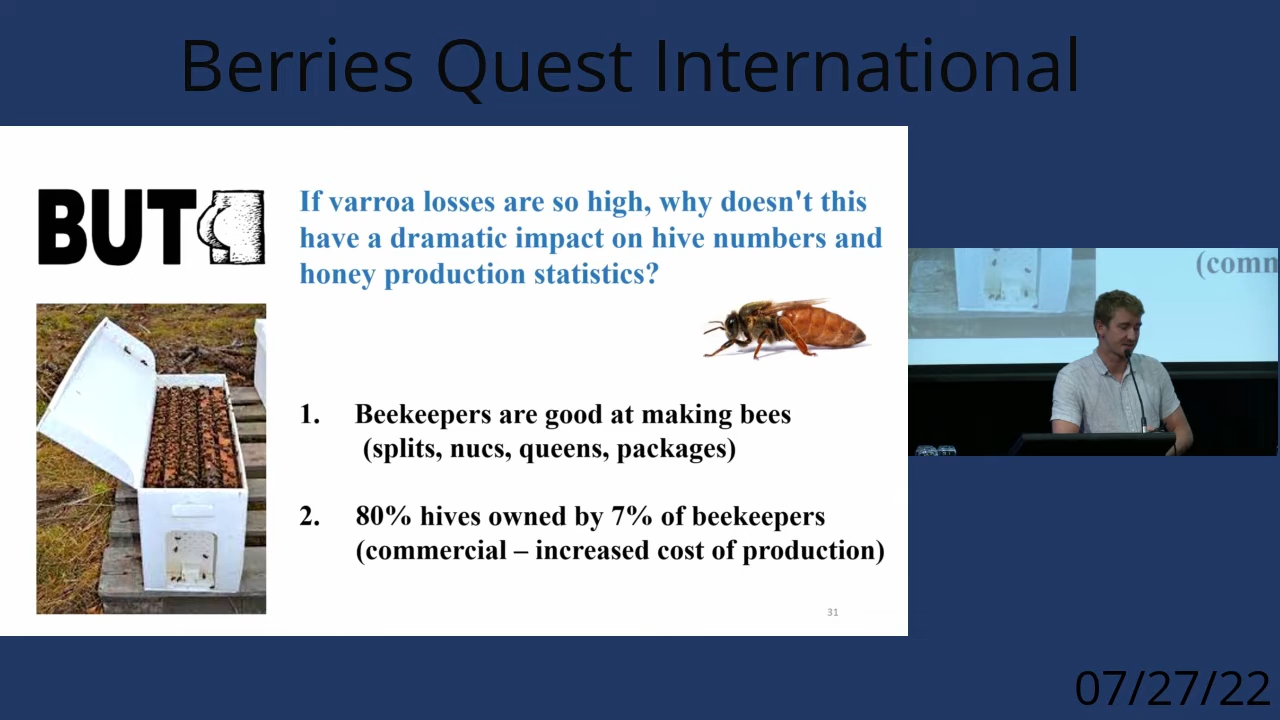 Berries Quest International
BUT
If varroa losses are so high, why doesn't this
have a dramatic impact on hive numbers and
honey production statistics?
1. Beekeepers are good at making bees
(splits, nucs, queens, packages)
2. 80% hives owned by 7% of beekeepers
(commercial – increased cost of production)
31
(comm
07/27/22